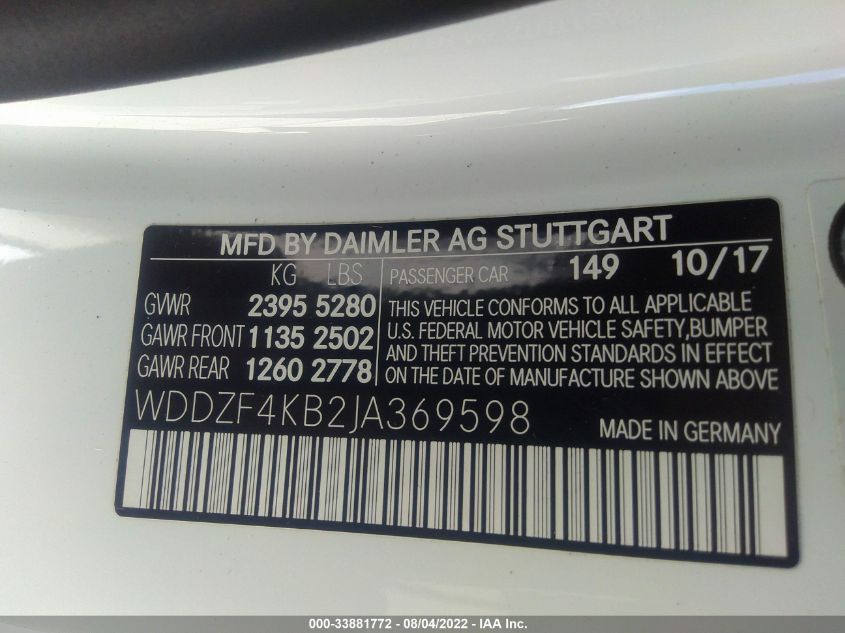 MFD BY DAIMLER AG STUTTGART
KG LBS PASSENGER CAR 149 10/17
GVWR 2395 5280
GAWR FRONT 1135 2502
GAWR REAR 1260 2778
THIS VEHICLE CONFORMS TO ALL APPLICABLE
U.S. FEDERAL MOTOR VEHICLE SAFETY,BUMPER
AND THEFT PREVENTION STANDARDS IN EFFECT
ON THE DATE OF MANUFACTURE SHOWN ABOVE
WDDZF4KB2JA369598
MADE IN GERMANY
000-33881772 - 08/04/2022 - IAA Inc.